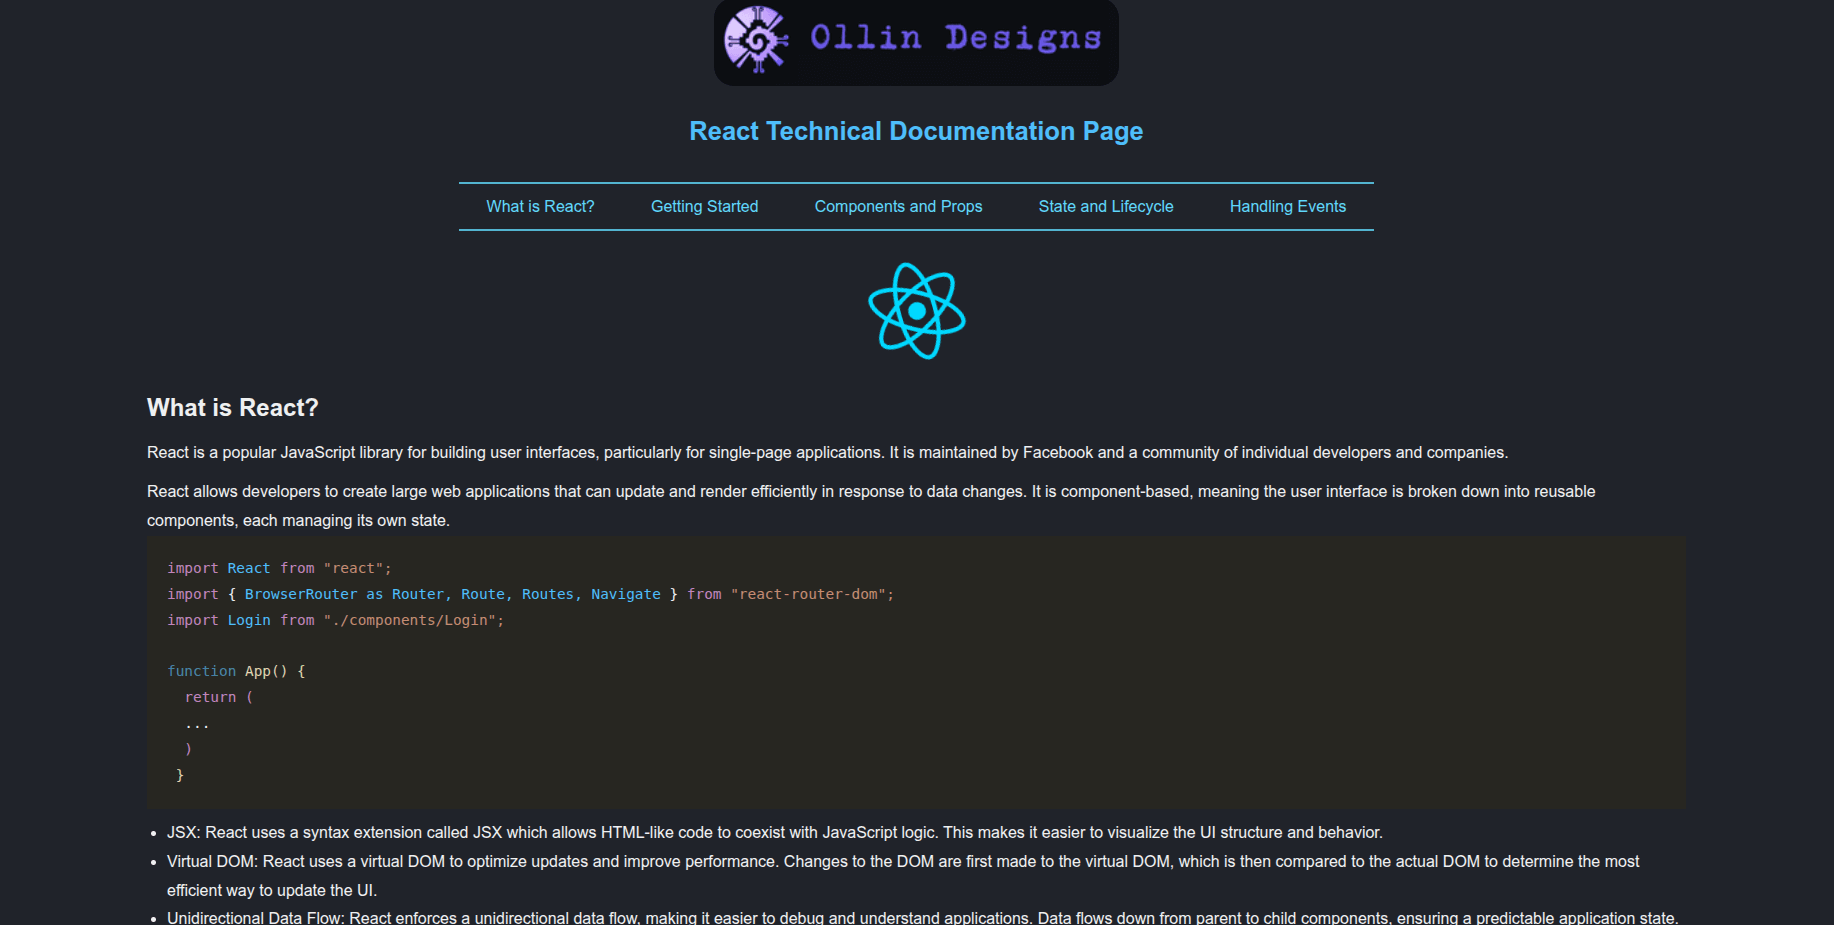 Ollin Designs
React Technical Documentation Page
What is React? Getting Started Components and Props State and Lifecycle Handling Events
What is React?
React is a popular JavaScript library for building user interfaces, particularly for single-page applications. It is maintained by Facebook and a community of individual developers and companies.
React allows developers to create large web applications that can update and render efficiently in response to data changes. It is component-based, meaning the user interface is broken down into reusable
components, each managing its own state.
import React from "react";
import { BrowserRouter as Router, Route, Routes, Navigate } from "react-router-dom";
import Login from "./components/Login";
function App() {
return (
...
)
}
• JSX: React uses a syntax extension called JSX which allows HTML-like code to coexist with JavaScript logic. This makes it easier to visualize the UI structure and behavior.
• Virtual DOM: React uses a virtual DOM to optimize updates and improve performance. Changes to the DOM are first made to the virtual DOM, which is then compared to the actual DOM to determine the most
efficient way to update the UI.
• Unidirectional Data Flow: React enforces a unidirectional data flow, making it easier to debug and understand applications. Data flows down from parent to child components, ensuring a predictable application state.